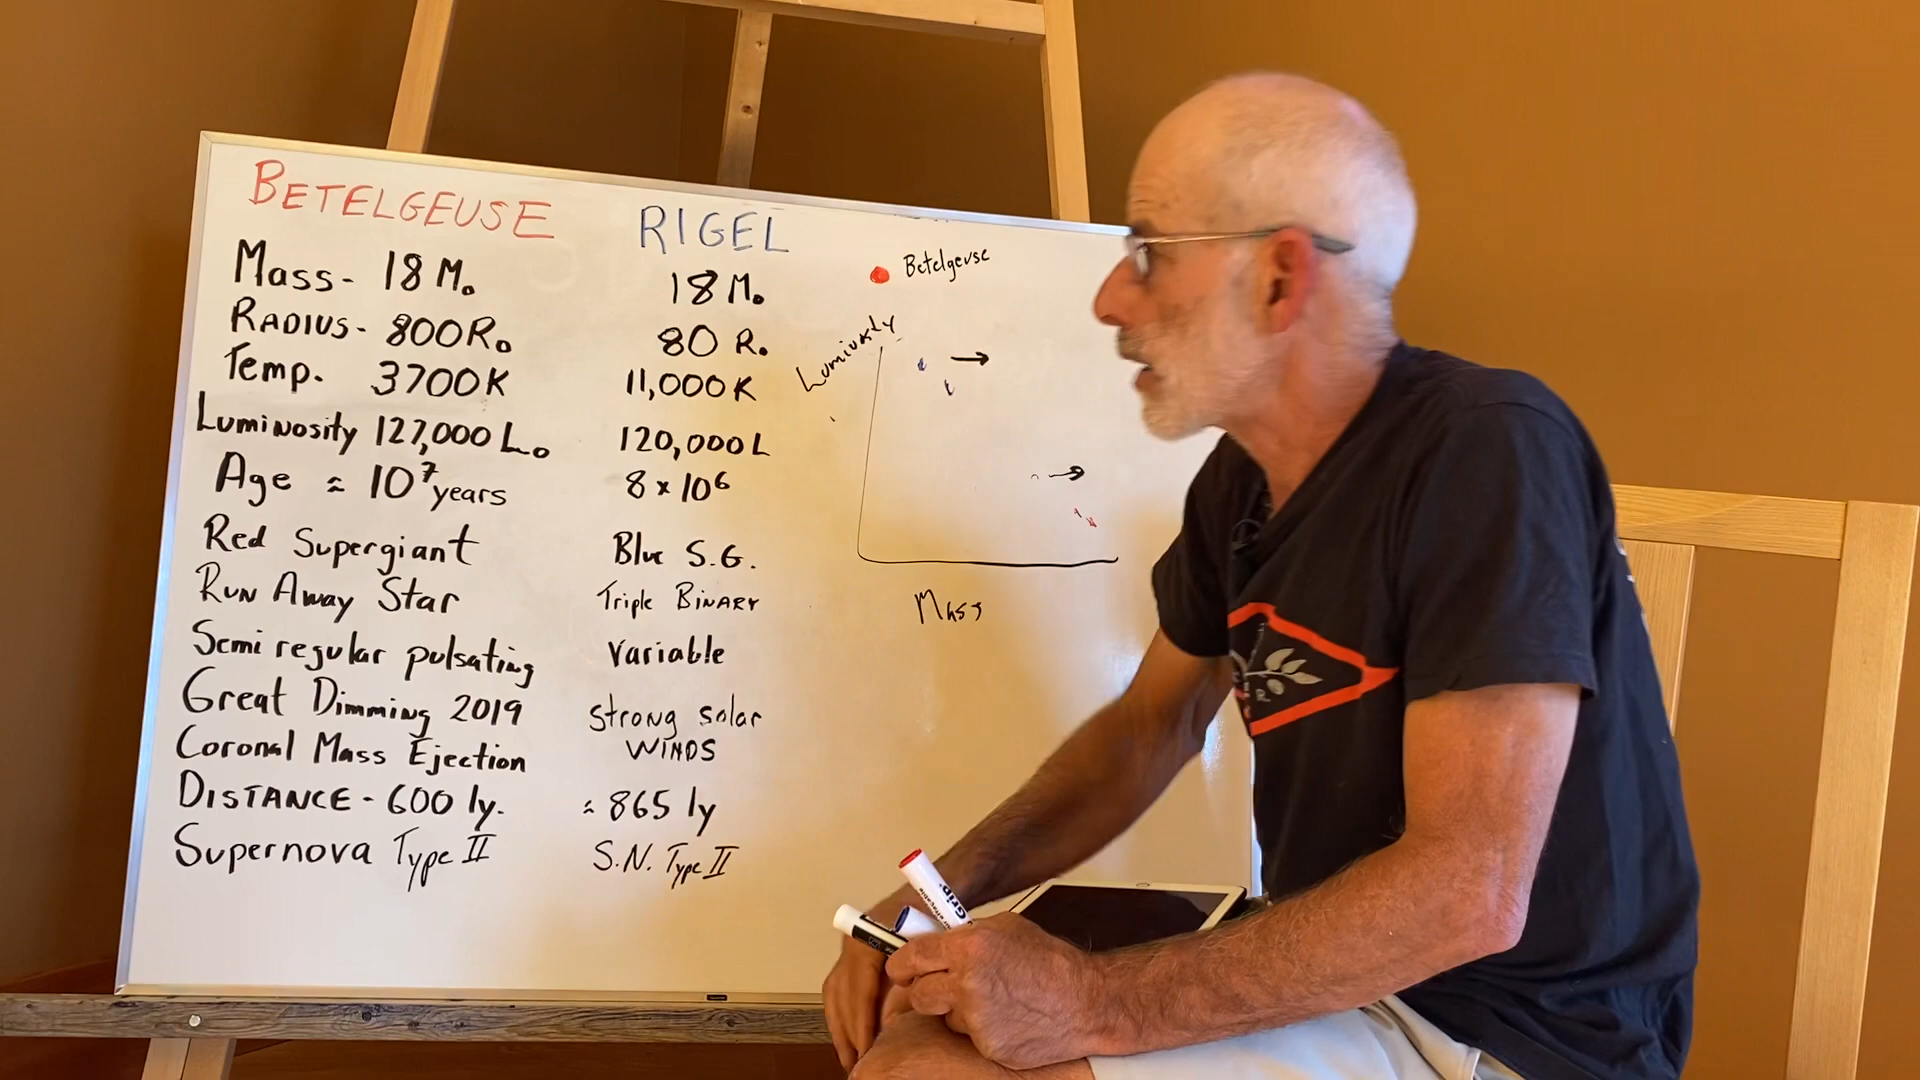 BETELGEUSE RIGEL
Mass - 18 M. 18 M.
RADIUS - 800R. 80 R.
Temp. 3700K 11,000K
Luminosity 127,000 L. 120,000 L
Age ≈ 10⁷ years 8 x 10⁶
Red Supergiant Blue S.G.
Run Away Star Triple BINARY
Semi regular pulsating Variable
Great Dimming 2019 Strong solar
WINDS
Coronal Mass Ejection
DISTANCE - 600 ly. ≈ 865 ly
Supernova Type II S.N. Type II
Betelgeuse
Luminosity
→
→
Mass
Grip